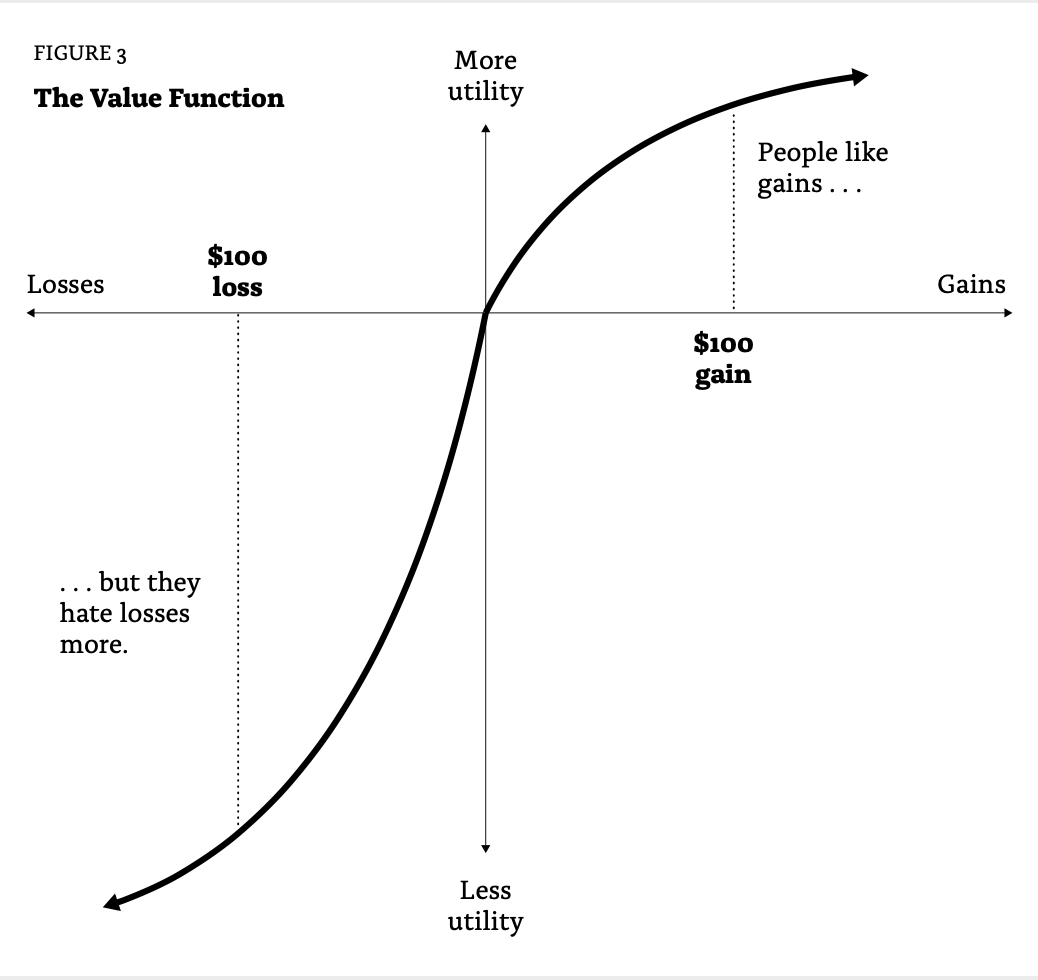 FIGURE 3
The Value Function
More
utility
People like
gains . . .
$100
loss
Losses
Gains
$100
gain
. . . but they
hate losses
more.
Less
utility